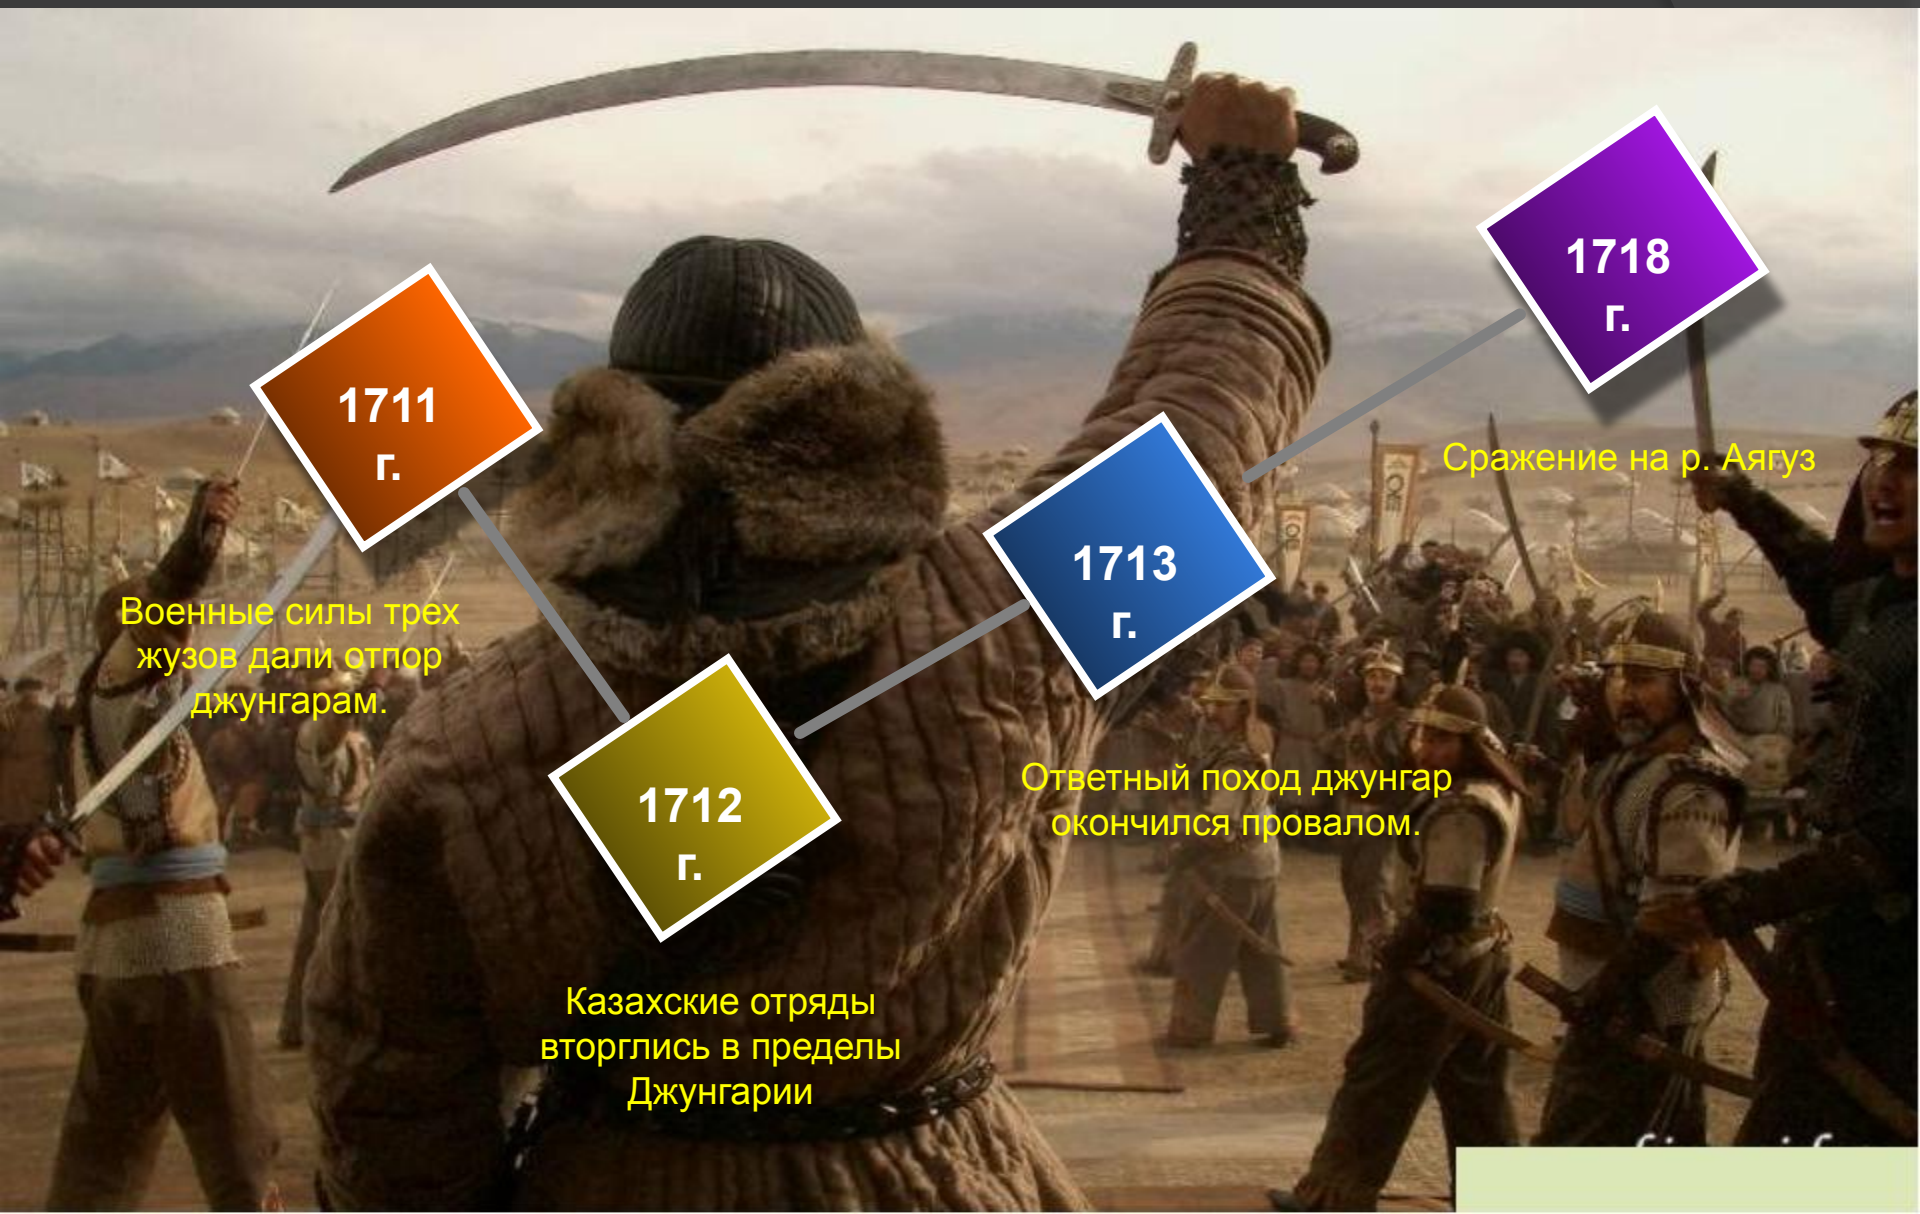 1711
г.
Военные силы трех
жузов дали отпор
джунгарам.
1712
г.
Казахские отряды
вторглись в пределы
Джунгарии
1713
г.
Ответный поход джунгар
окончился провалом.
1718
г.
Сражение на р. Аягуз